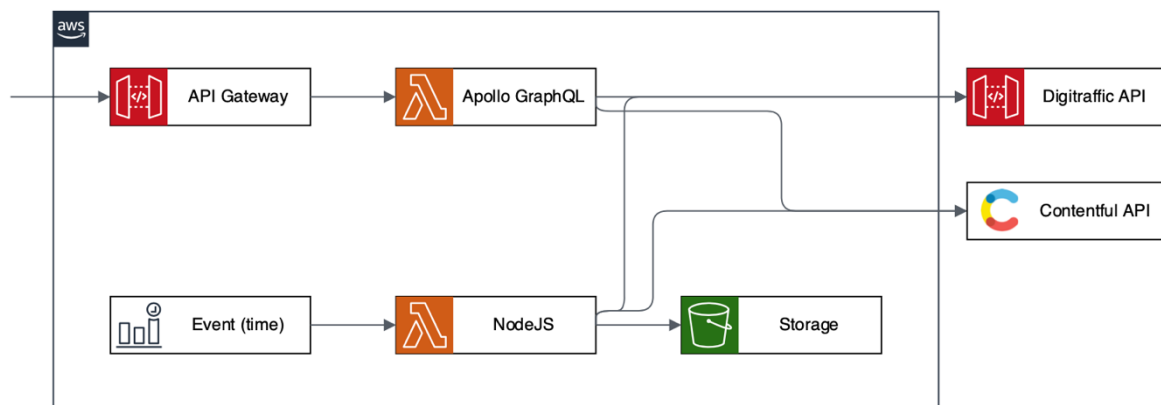 aws
API Gateway
Apollo GraphQL
Digitraffic API
Contentful API
Event (time)
NodeJS
Storage